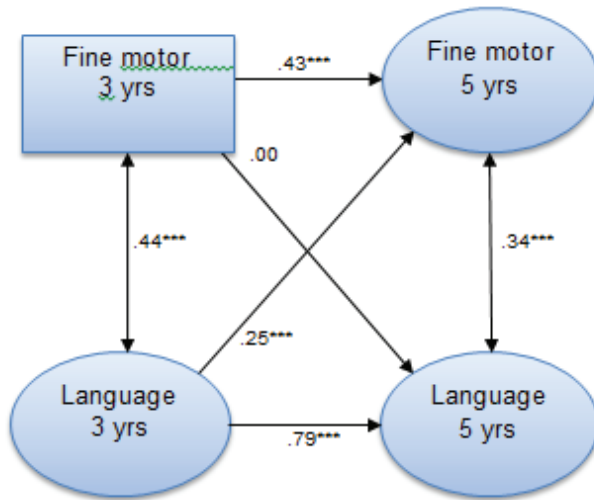 Fine motor
3 yrs
.43***
Fine motor
5 yrs
.00
.44***
.34***
.25***
Language
3 yrs
.79***
Language
5 yrs